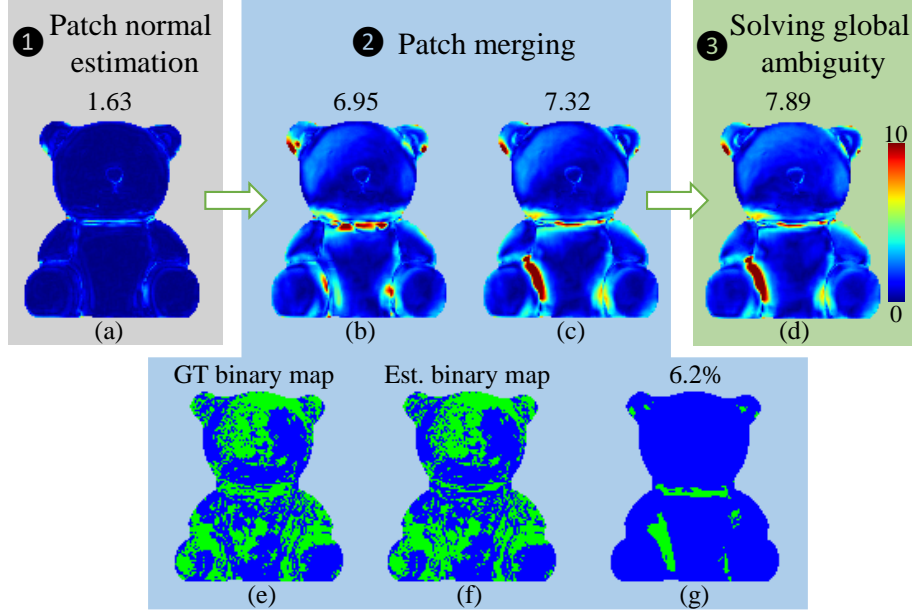 ❶ Patch normal estimation
1.63
(a)
❷ Patch merging
6.95
7.32
(b)
(c)
❸ Solving global ambiguity
7.89
10
0
(d)
GT binary map
Est. binary map
6.2%
(e)
(f)
(g)